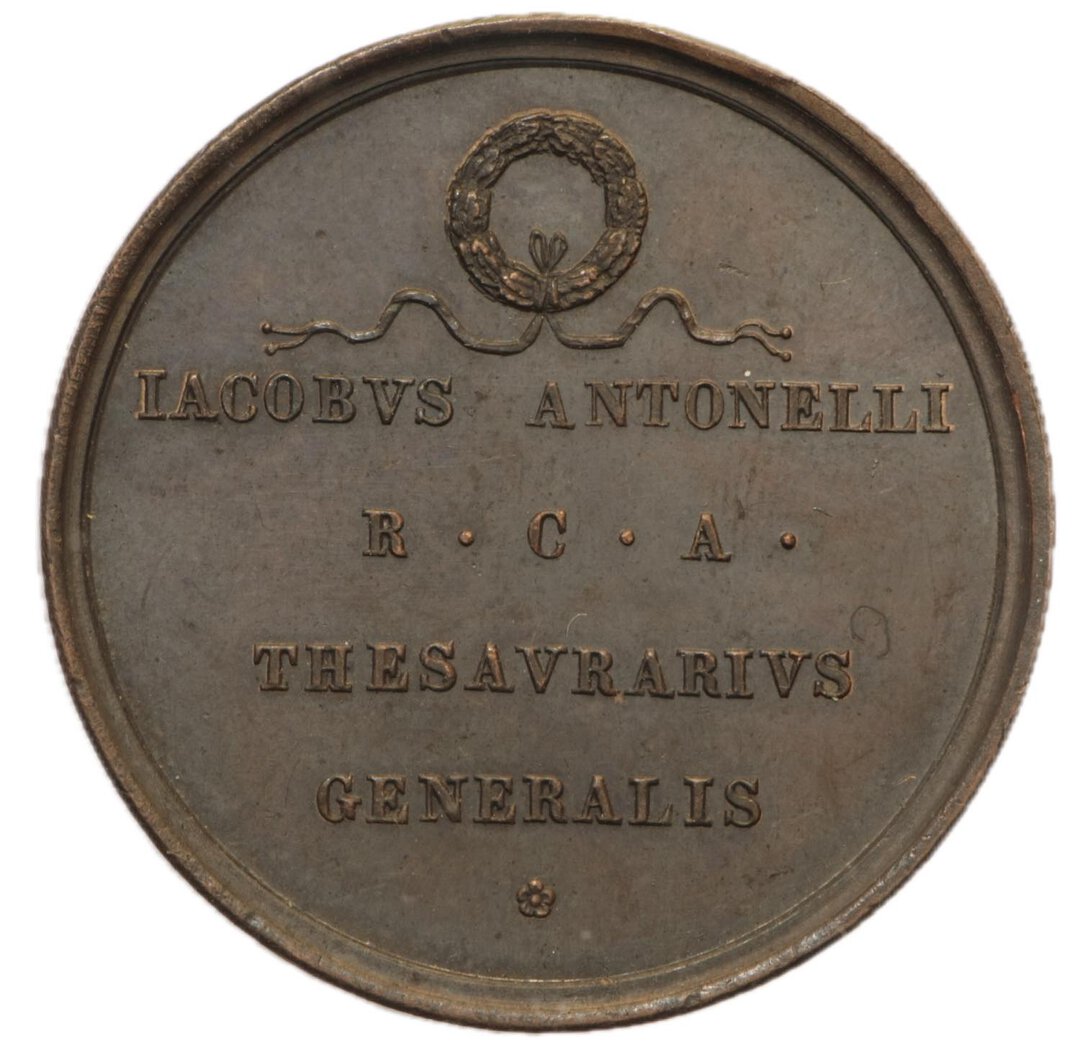 IACOBVS ANTONELLI
R · C · A ·
THESAVRARIVS
GENERALIS